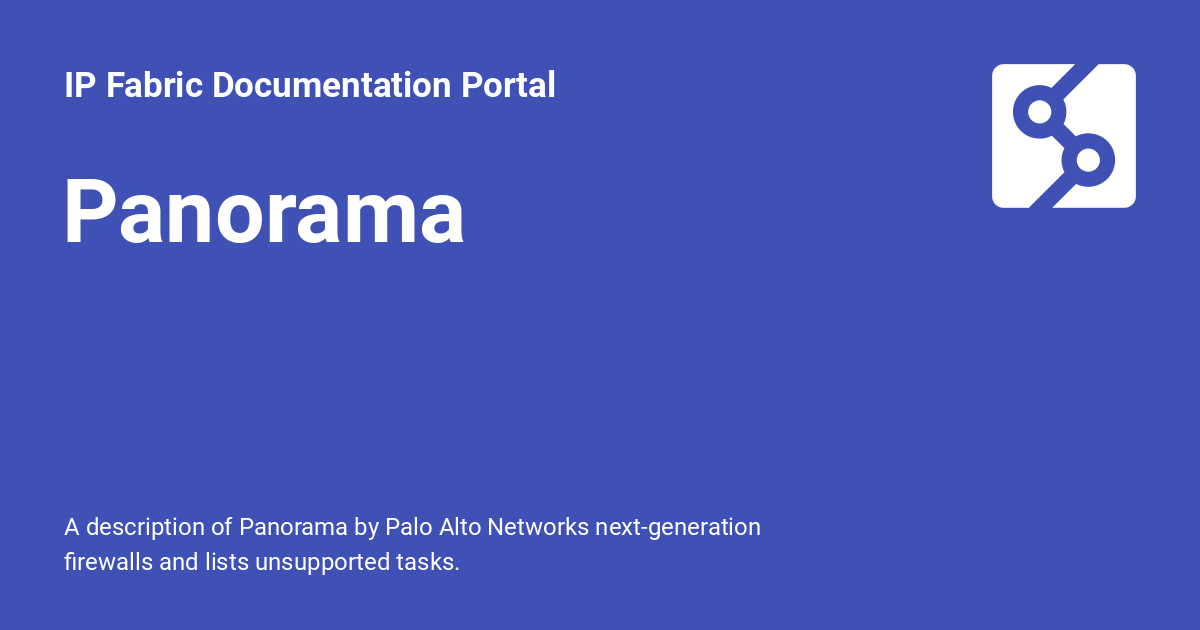 IP Fabric Documentation Portal
Panorama
A description of Panorama by Palo Alto Networks next-generation
firewalls and lists unsupported tasks.